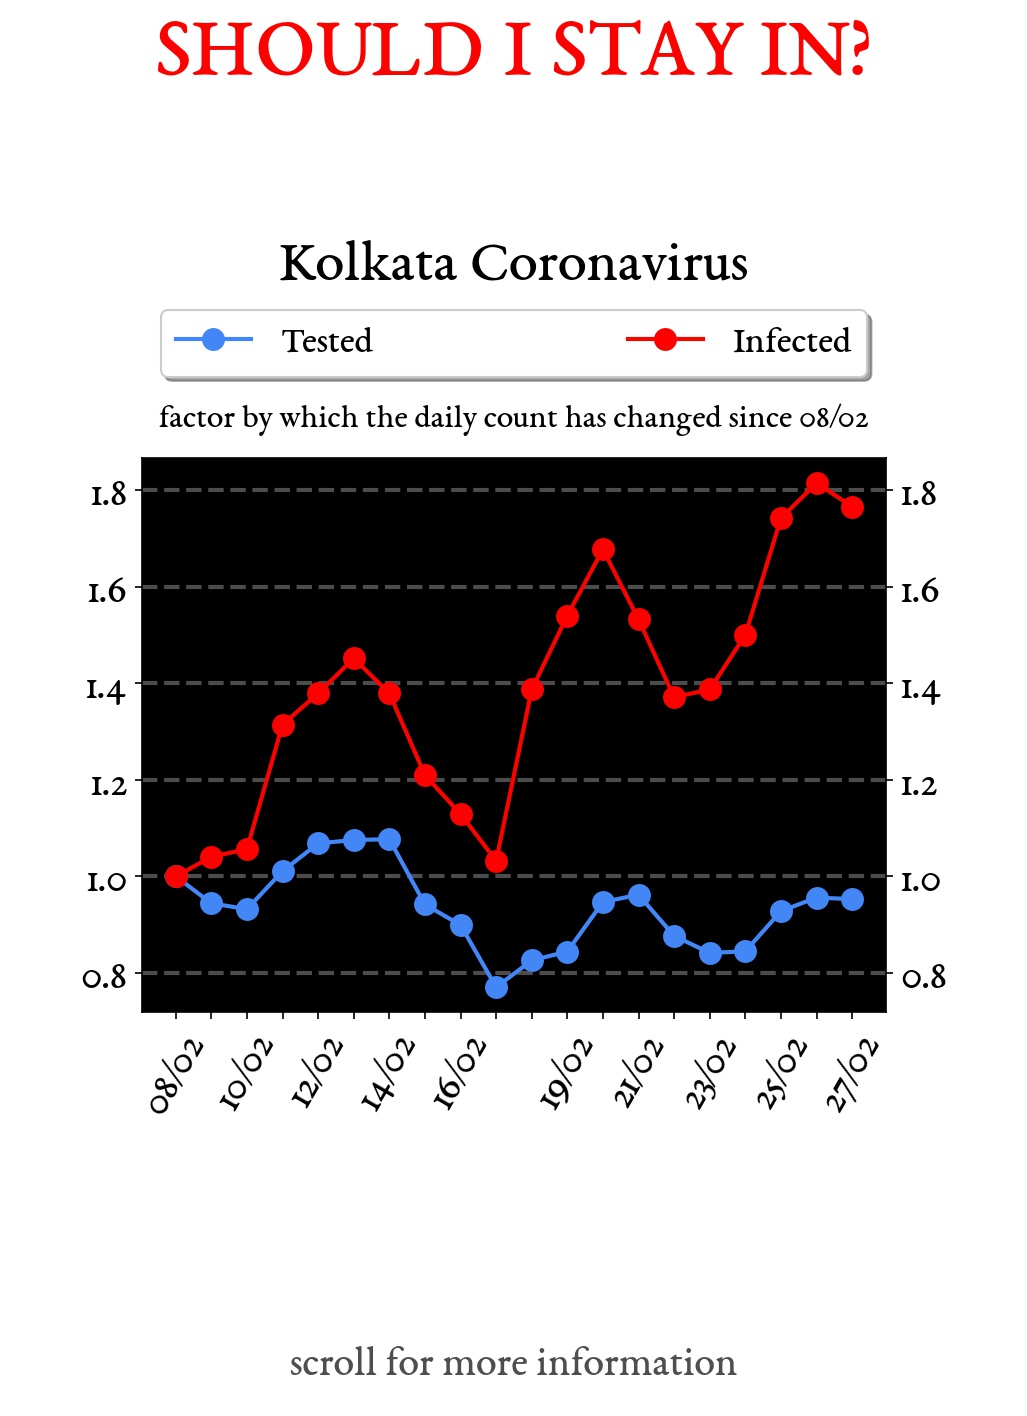 SHOULD I STAY IN?
Kolkata Coronavirus
Tested Infected
factor by which the daily count has changed since 08/02
1.8 1.8
1.6 1.6
1.4 1.4
1.2 1.2
1.0 1.0
0.8 0.8
08/02 10/02 12/02 14/02 16/02 19/02 21/02 23/02 25/02 27/02
scroll for more information